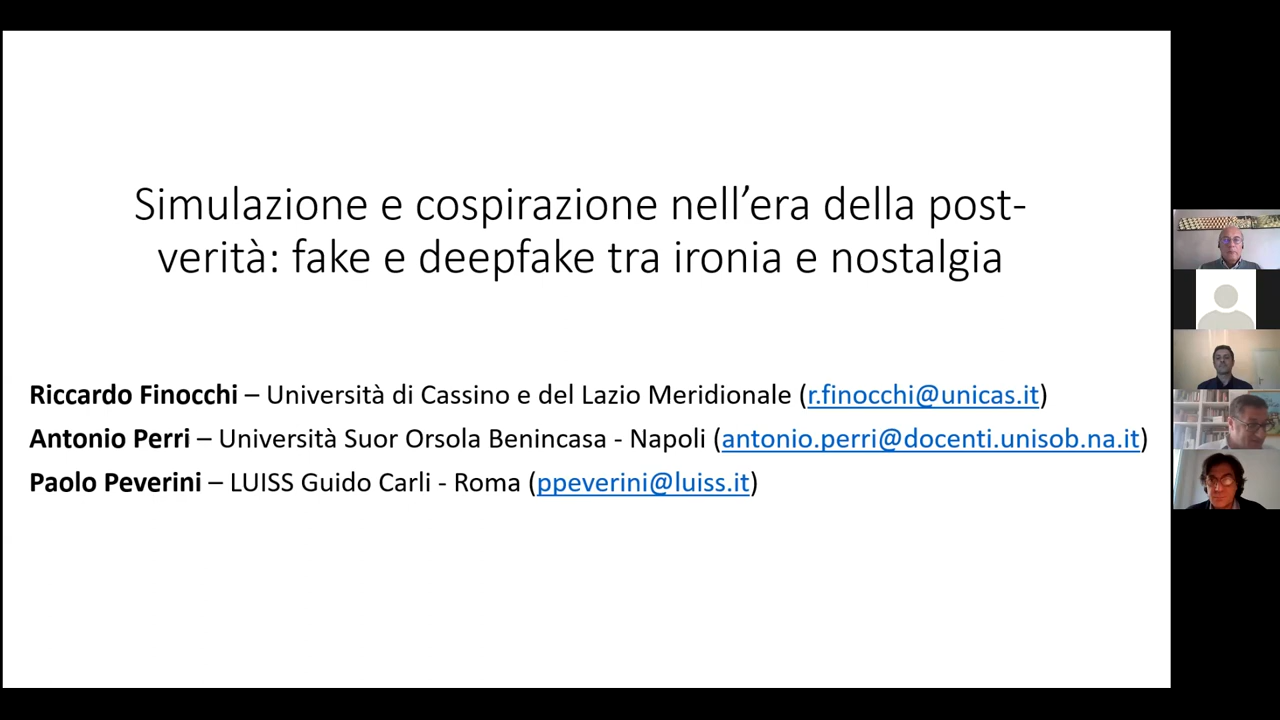 Simulazione e cospirazione nell’era della post-
verità: fake e deepfake tra ironia e nostalgia
Riccardo Finocchi – Università di Cassino e del Lazio Meridionale (r.finocchi@unicas.it)
Antonio Perri – Università Suor Orsola Benincasa - Napoli (antonio.perri@docenti.unisob.na.it)
Paolo Peverini – LUISS Guido Carli - Roma (ppeverini@luiss.it)